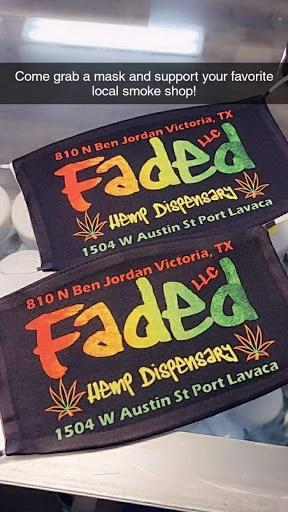 Come grab a mask and support your favorite
local smoke shop!
810 N Ben Jordan Victoria, TX
Faded LLC
Hemp Dispensary
1504 W Austin St Port Lavaca
810 N Ben Jordan Victoria, TX
Faded LLC
Hemp Dispensary
1504 W Austin St Port Lavaca